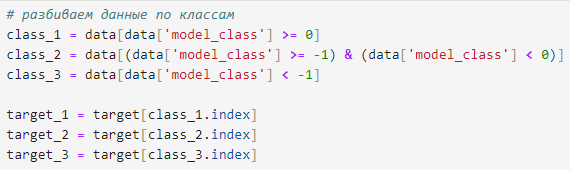 # разбиваем данные по классам
class_1 = data[data['model_class'] >= 0]
class_2 = data[(data['model_class'] >= -1) & (data['model_class'] < 0)]
class_3 = data[data['model_class'] < -1]
target_1 = target[class_1.index]
target_2 = target[class_2.index]
target_3 = target[class_3.index]